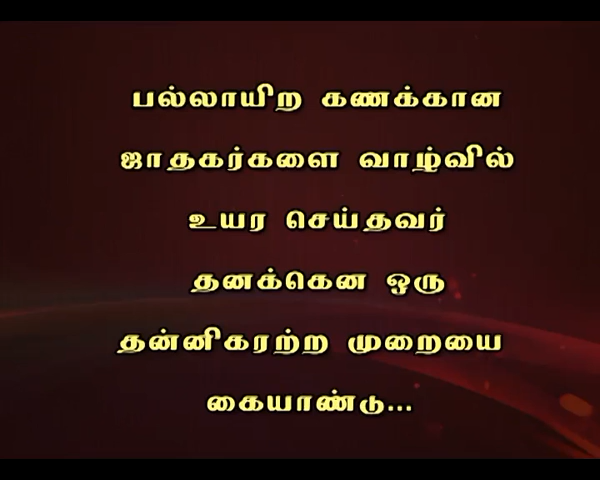 பல்லாயிற கணக்கான
ஜாதகர்களை வாழ்வில்
உயர செய்தவர்
தனக்கென ஒரு
தன்னிகரற்ற முறையை
கையாண்டு...